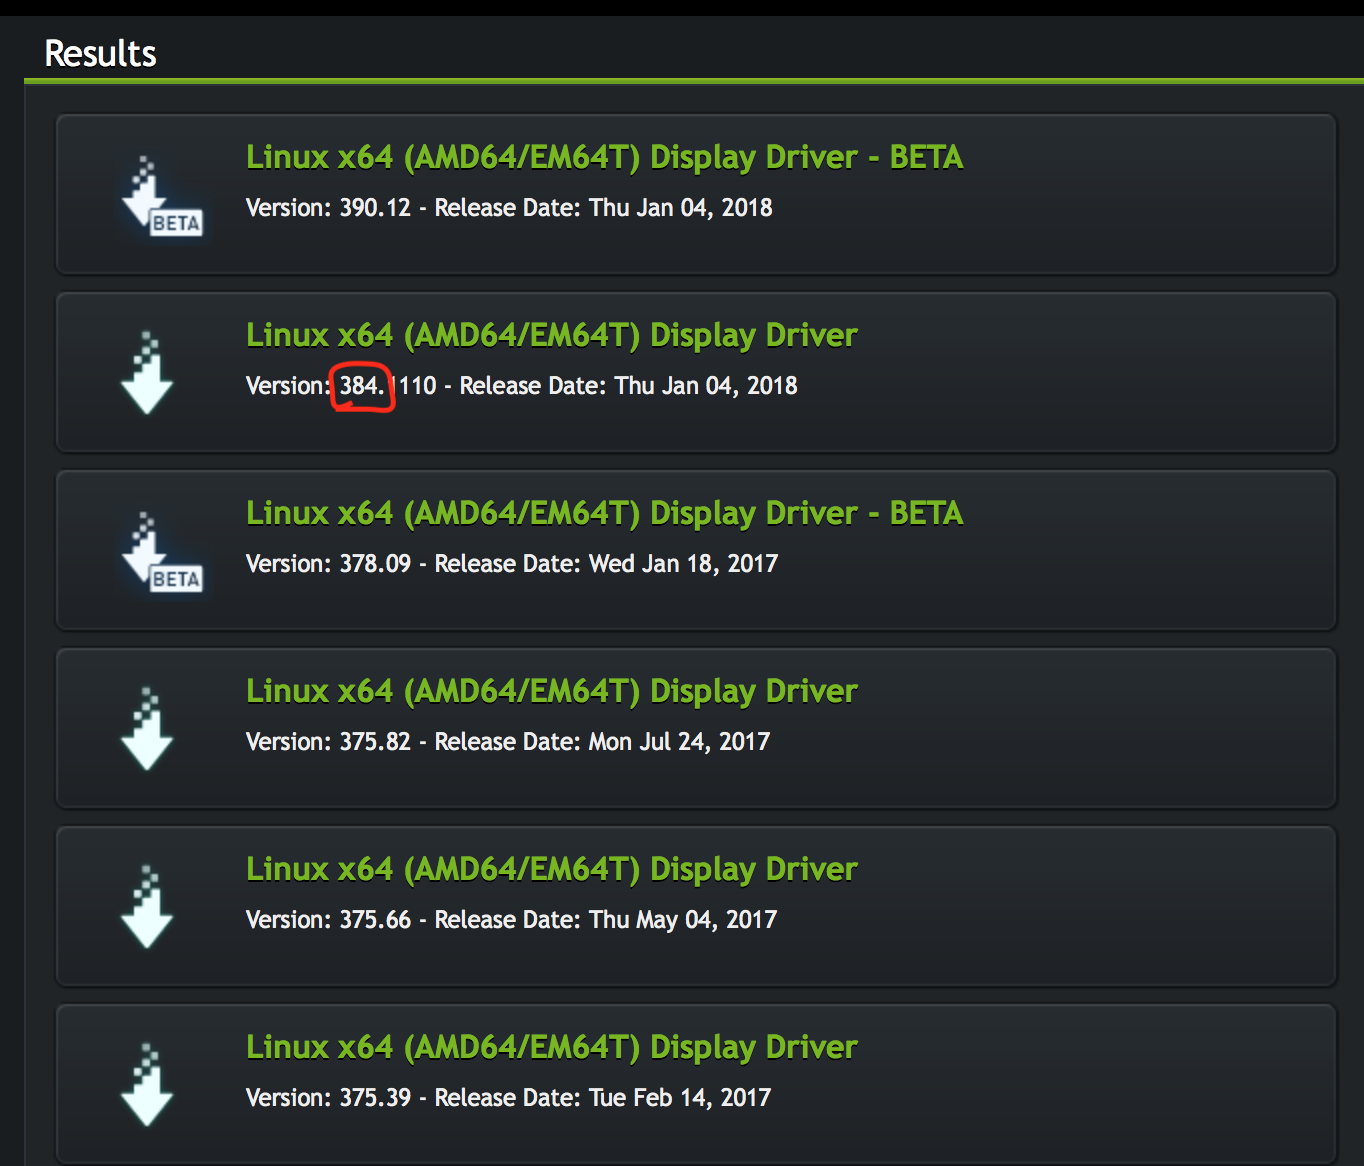 Results
Linux x64 (AMD64/EM64T) Display Driver - BETA
BETA
Version: 390.12 - Release Date: Thu Jan 04, 2018
Linux x64 (AMD64/EM64T) Display Driver
Version: 384.1110 - Release Date: Thu Jan 04, 2018
Linux x64 (AMD64/EM64T) Display Driver - BETA
BETA
Version: 378.09 - Release Date: Wed Jan 18, 2017
Linux x64 (AMD64/EM64T) Display Driver
Version: 375.82 - Release Date: Mon Jul 24, 2017
Linux x64 (AMD64/EM64T) Display Driver
Version: 375.66 - Release Date: Thu May 04, 2017
Linux x64 (AMD64/EM64T) Display Driver
Version: 375.39 - Release Date: Tue Feb 14, 2017